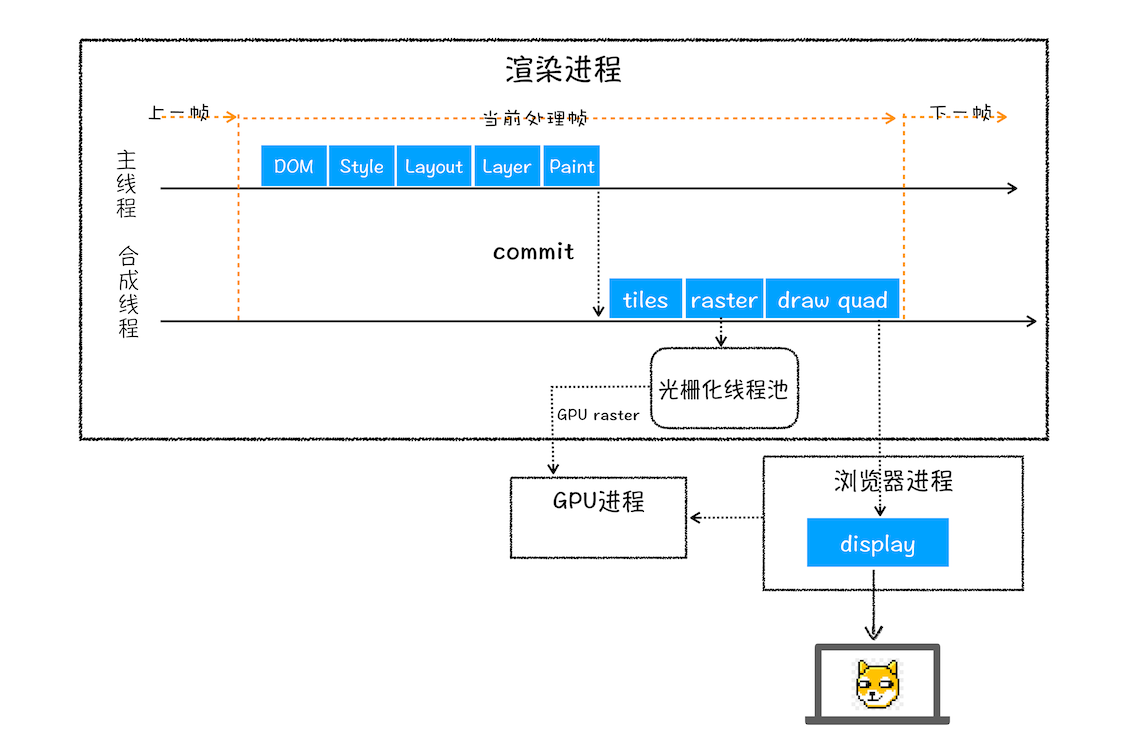 渲染进程
上一帧
当前处理帧
下一帧
主线程
DOM
Style
Layout
Layer
Paint
commit
合成线程
tiles
raster
draw quad
光栅化线程池
GPU raster
GPU进程
浏览器进程
display